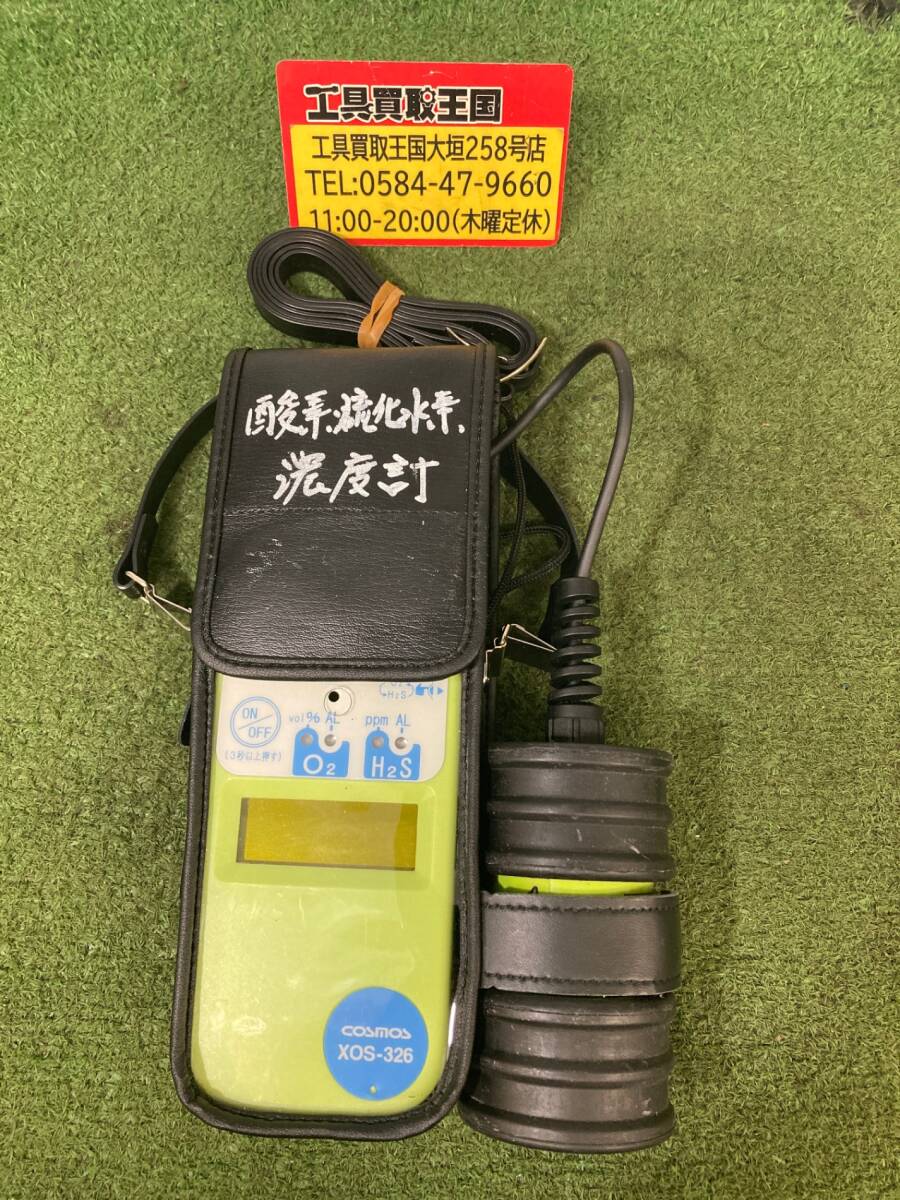 工具買取王国
工具買取王国大垣258号店
TEL:0584-47-9660
11:00-20:00(木曜定休)
酸素.硫化水素.
濃度計
ON/OFF
(3秒以上押す)
vol% AL
O2
ppm AL
H2S
H2S
COSMOS
XOS-326